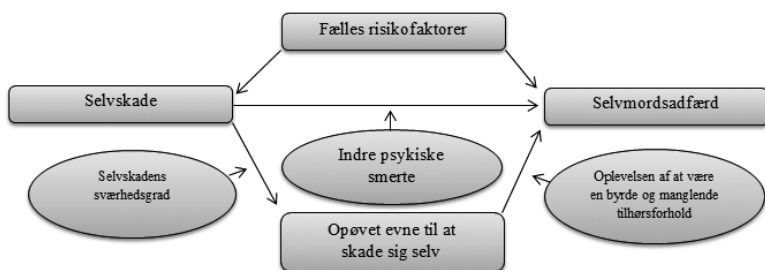 Fælles risikofaktorer
Selvskade
Selvmordsadfærd
Indre psykiske
smerte
Selvskadens
sværhedsgrad
Oplevelsen af at være
en byrde og manglende
tilhørsforhold
Opøvet evne til at
skade sig selv